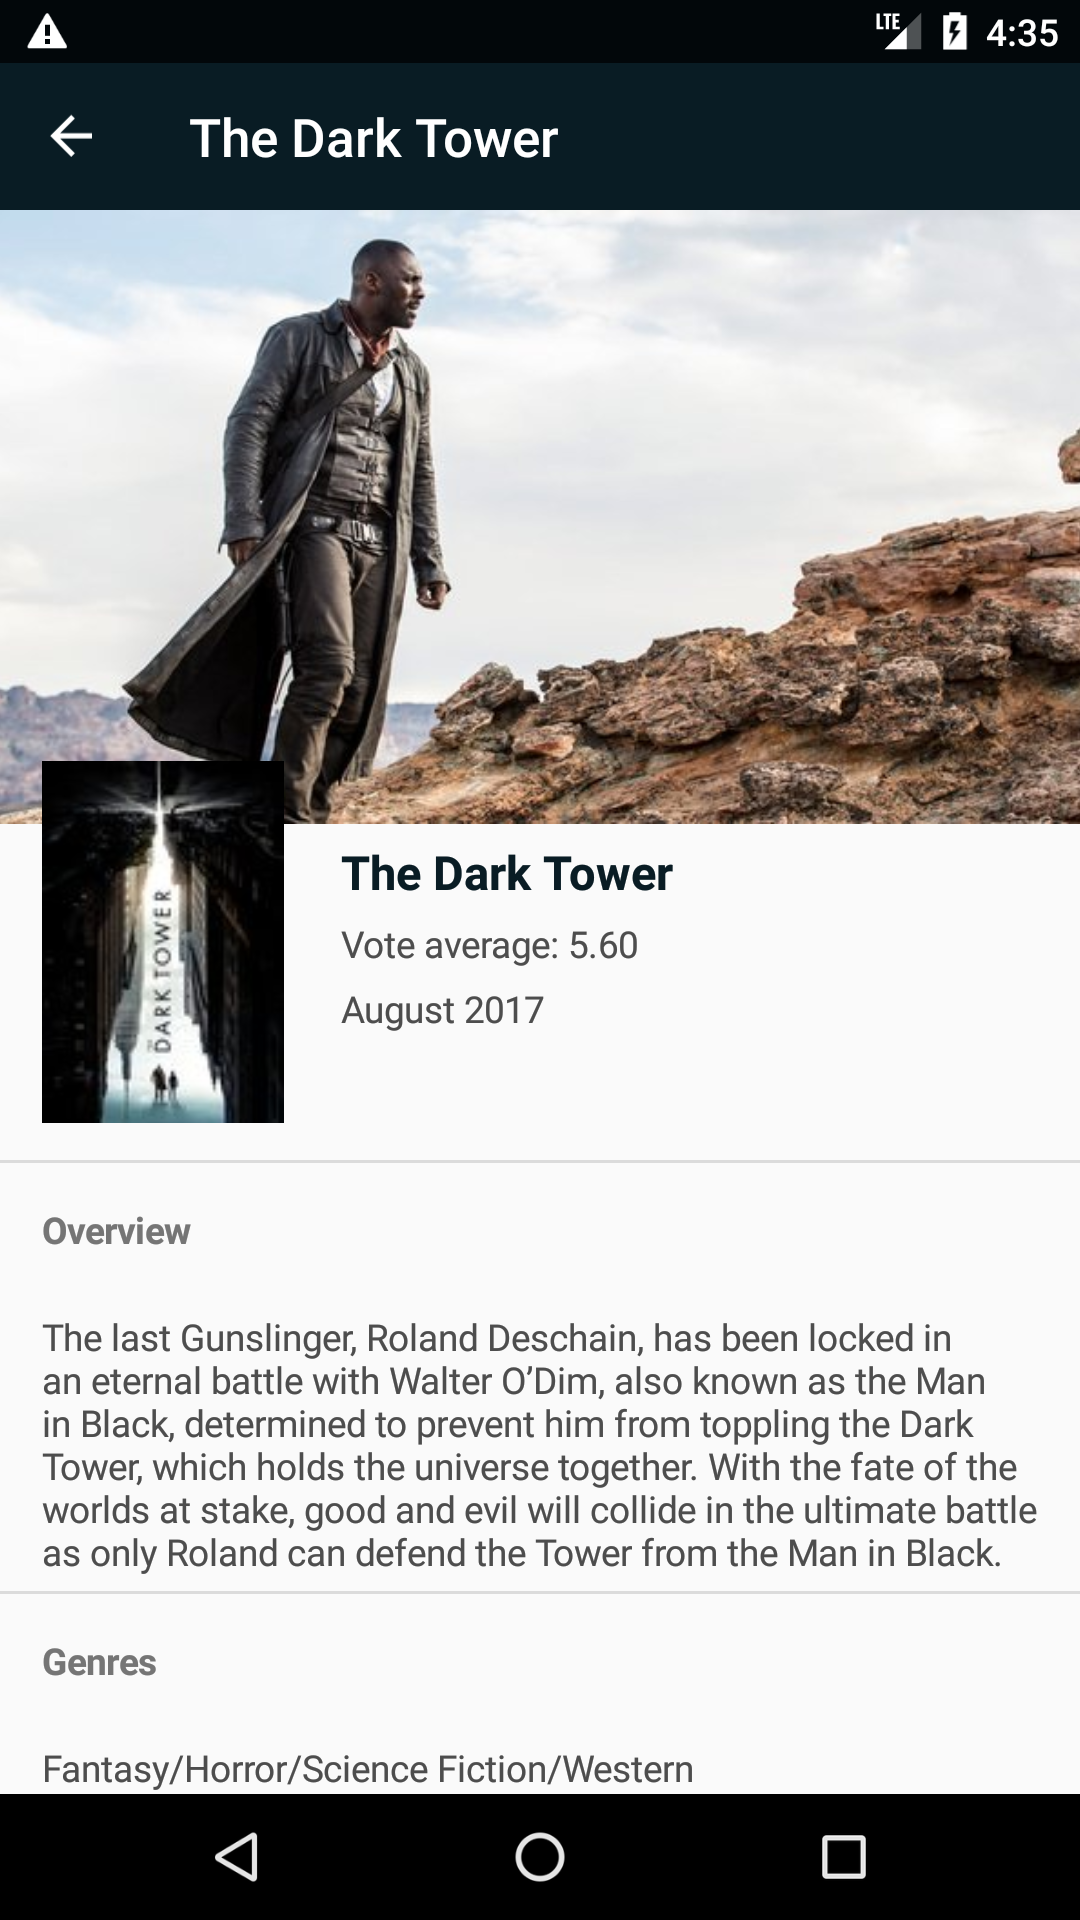 LTE 4:35
The Dark Tower
DARK TOWER
The Dark Tower
Vote average: 5.60
August 2017
Overview
The last Gunslinger, Roland Deschain, has been locked in
an eternal battle with Walter O’Dim, also known as the Man
in Black, determined to prevent him from toppling the Dark
Tower, which holds the universe together. With the fate of the
worlds at stake, good and evil will collide in the ultimate battle
as only Roland can defend the Tower from the Man in Black.
Genres
Fantasy/Horror/Science Fiction/Western